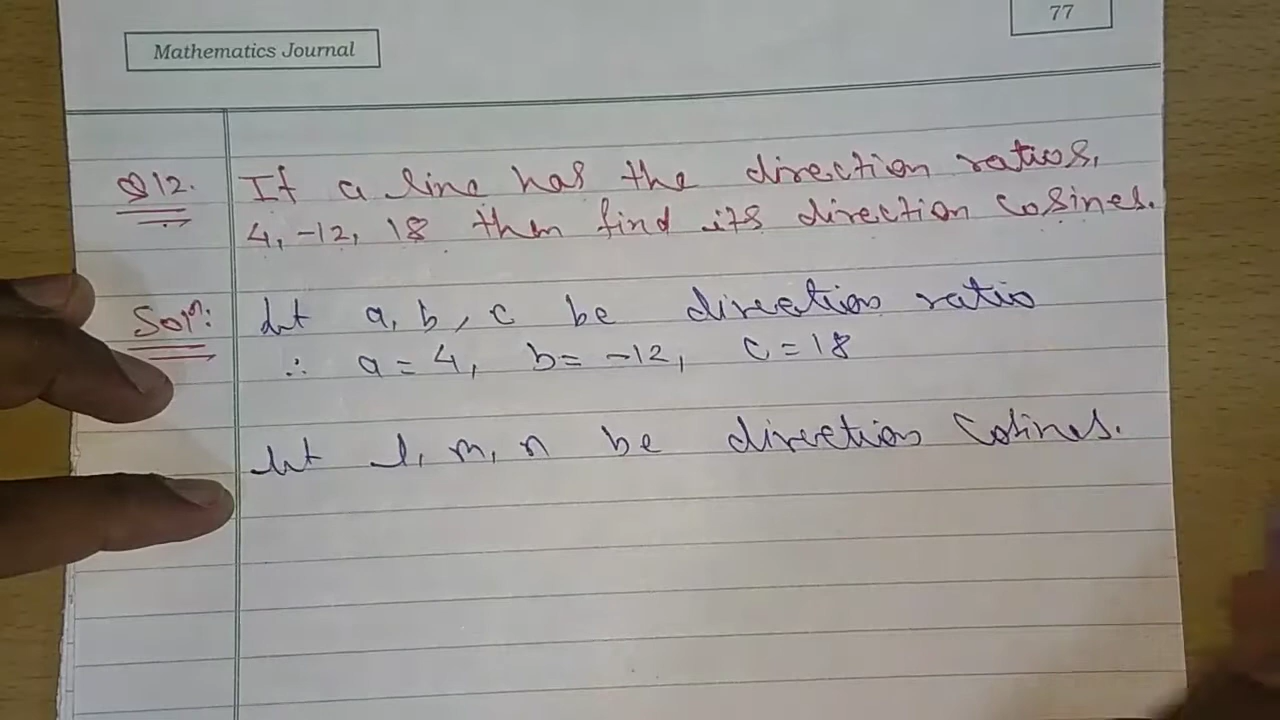 77
Mathematics Journal
Q12. If a line has the direction ratios,
4, -12, 18 then find its direction cosines.
Solⁿ: Let a, b, c be direction ratio
∴ a = 4, b = -12, c = 18
Let l, m, n be direction cosines.